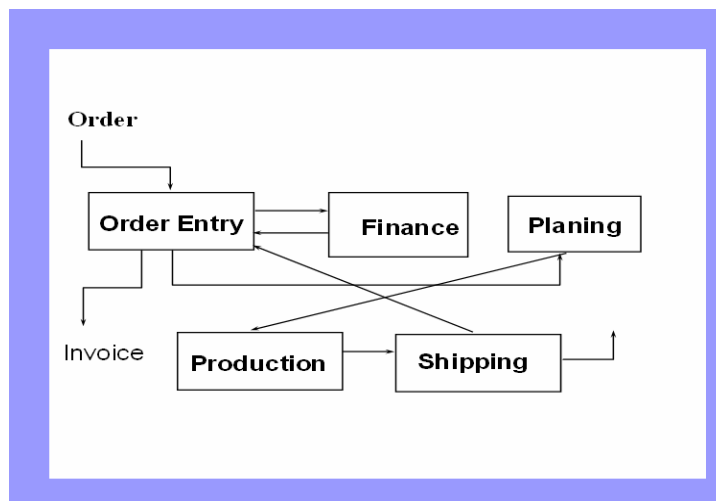 Order
Order Entry
Finance
Planing
Invoice
Production
Shipping